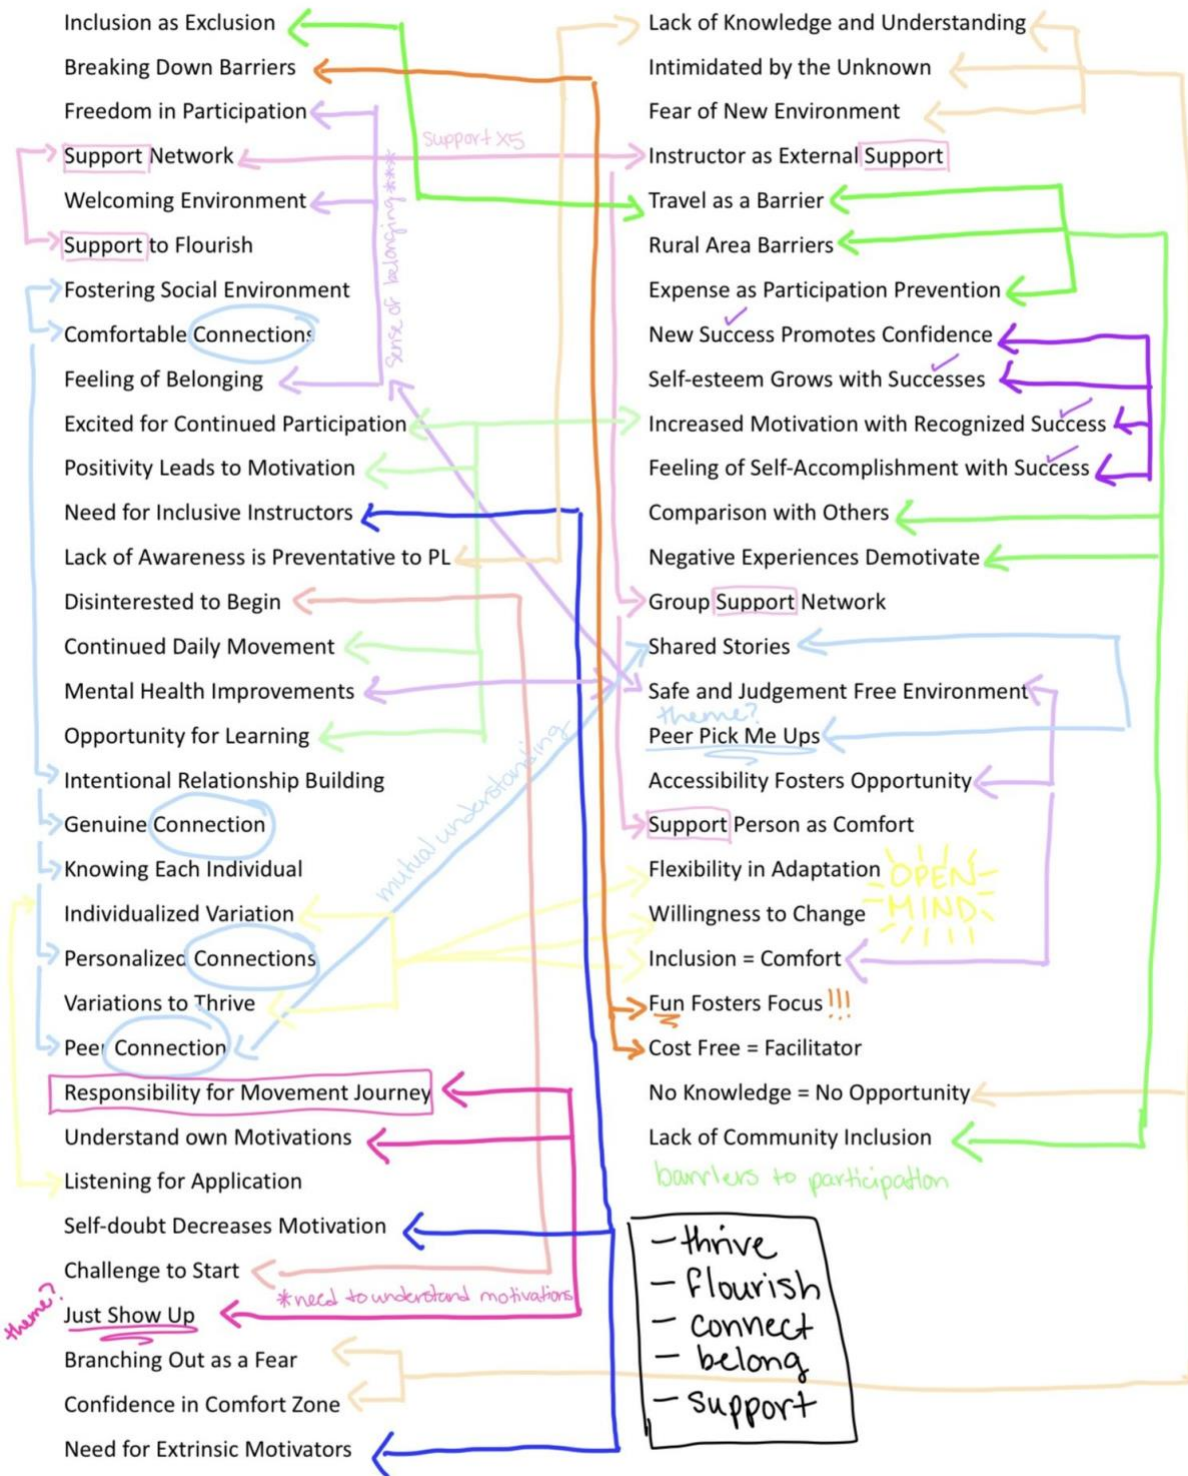 Inclusion as Exclusion
Breaking Down Barriers
Freedom in Participation
Support Network
Welcoming Environment
Support to Flourish
Fostering Social Environment
Comfortable Connections
Feeling of Belonging
Excited for Continued Participation
Positivity Leads to Motivation
Need for Inclusive Instructors
Lack of Awareness is Preventative to PL
Disinterested to Begin
Continued Daily Movement
Mental Health Improvements
Opportunity for Learning
Intentional Relationship Building
Genuine Connection
Knowing Each Individual
Individualized Variation
Personalized Connections
Variations to Thrive
Peer Connection
Responsibility for Movement Journey
Understand own Motivations
Listening for Application
Self-doubt Decreases Motivation
Challenge to Start
*need to understand motivations
theme?
Just Show Up
Branching Out as a Fear
Confidence in Comfort Zone
Need for Extrinsic Motivators
support x5
sense of belonging***
mutual understanding
Lack of Knowledge and Understanding
Intimidated by the Unknown
Fear of New Environment
Instructor as External Support
Travel as a Barrier
Rural Area Barriers
Expense as Participation Prevention
New Success Promotes Confidence
Self-esteem Grows with Successes
Increased Motivation with Recognized Success
Feeling of Self-Accomplishment with Success
Comparison with Others
Negative Experiences Demotivate
Group Support Network
Shared Stories
Safe and Judgement Free Environment
theme?
Peer Pick Me Ups
Accessibility Fosters Opportunity
Support Person as Comfort
Flexibility in Adaptation
OPEN
MIND
Willingness to Change
Inclusion = Comfort
Fun Fosters Focus !!!
Cost Free = Facilitator
No Knowledge = No Opportunity
Lack of Community Inclusion
barriers to participation
- thrive
- flourish
- connect
- belong
- support